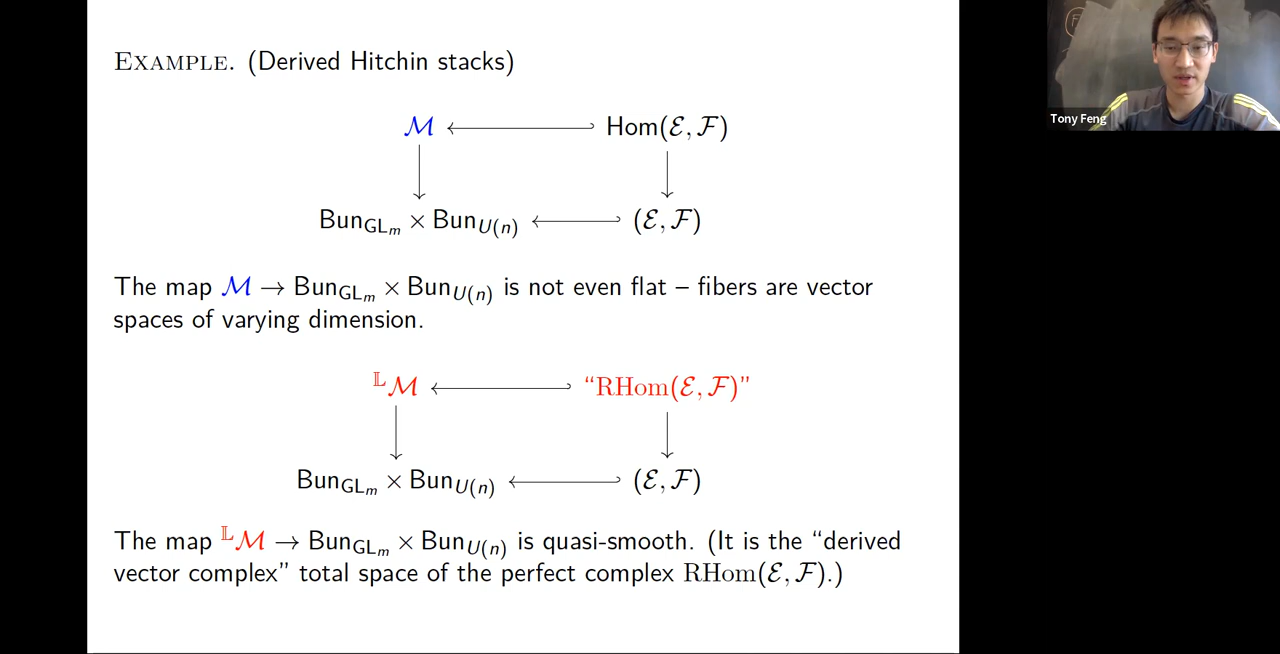 EXAMPLE. (Derived Hitchin stacks)
ℳ ← Hom(ℰ, ℱ)
Bun_{GL_m} × Bun_{U(n)} ← (ℰ, ℱ)
The map ℳ → Bun_{GL_m} × Bun_{U(n)} is not even flat – fibers are vector
spaces of varying dimension.
^𝕃ℳ ← “RHom(ℰ, ℱ)”
Bun_{GL_m} × Bun_{U(n)} ← (ℰ, ℱ)
The map ^𝕃ℳ → Bun_{GL_m} × Bun_{U(n)} is quasi-smooth. (It is the “derived
vector complex” total space of the perfect complex RHom(ℰ, ℱ).)
Tony Feng